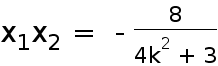 x₁x₂ = - 8 / (4k² + 3)